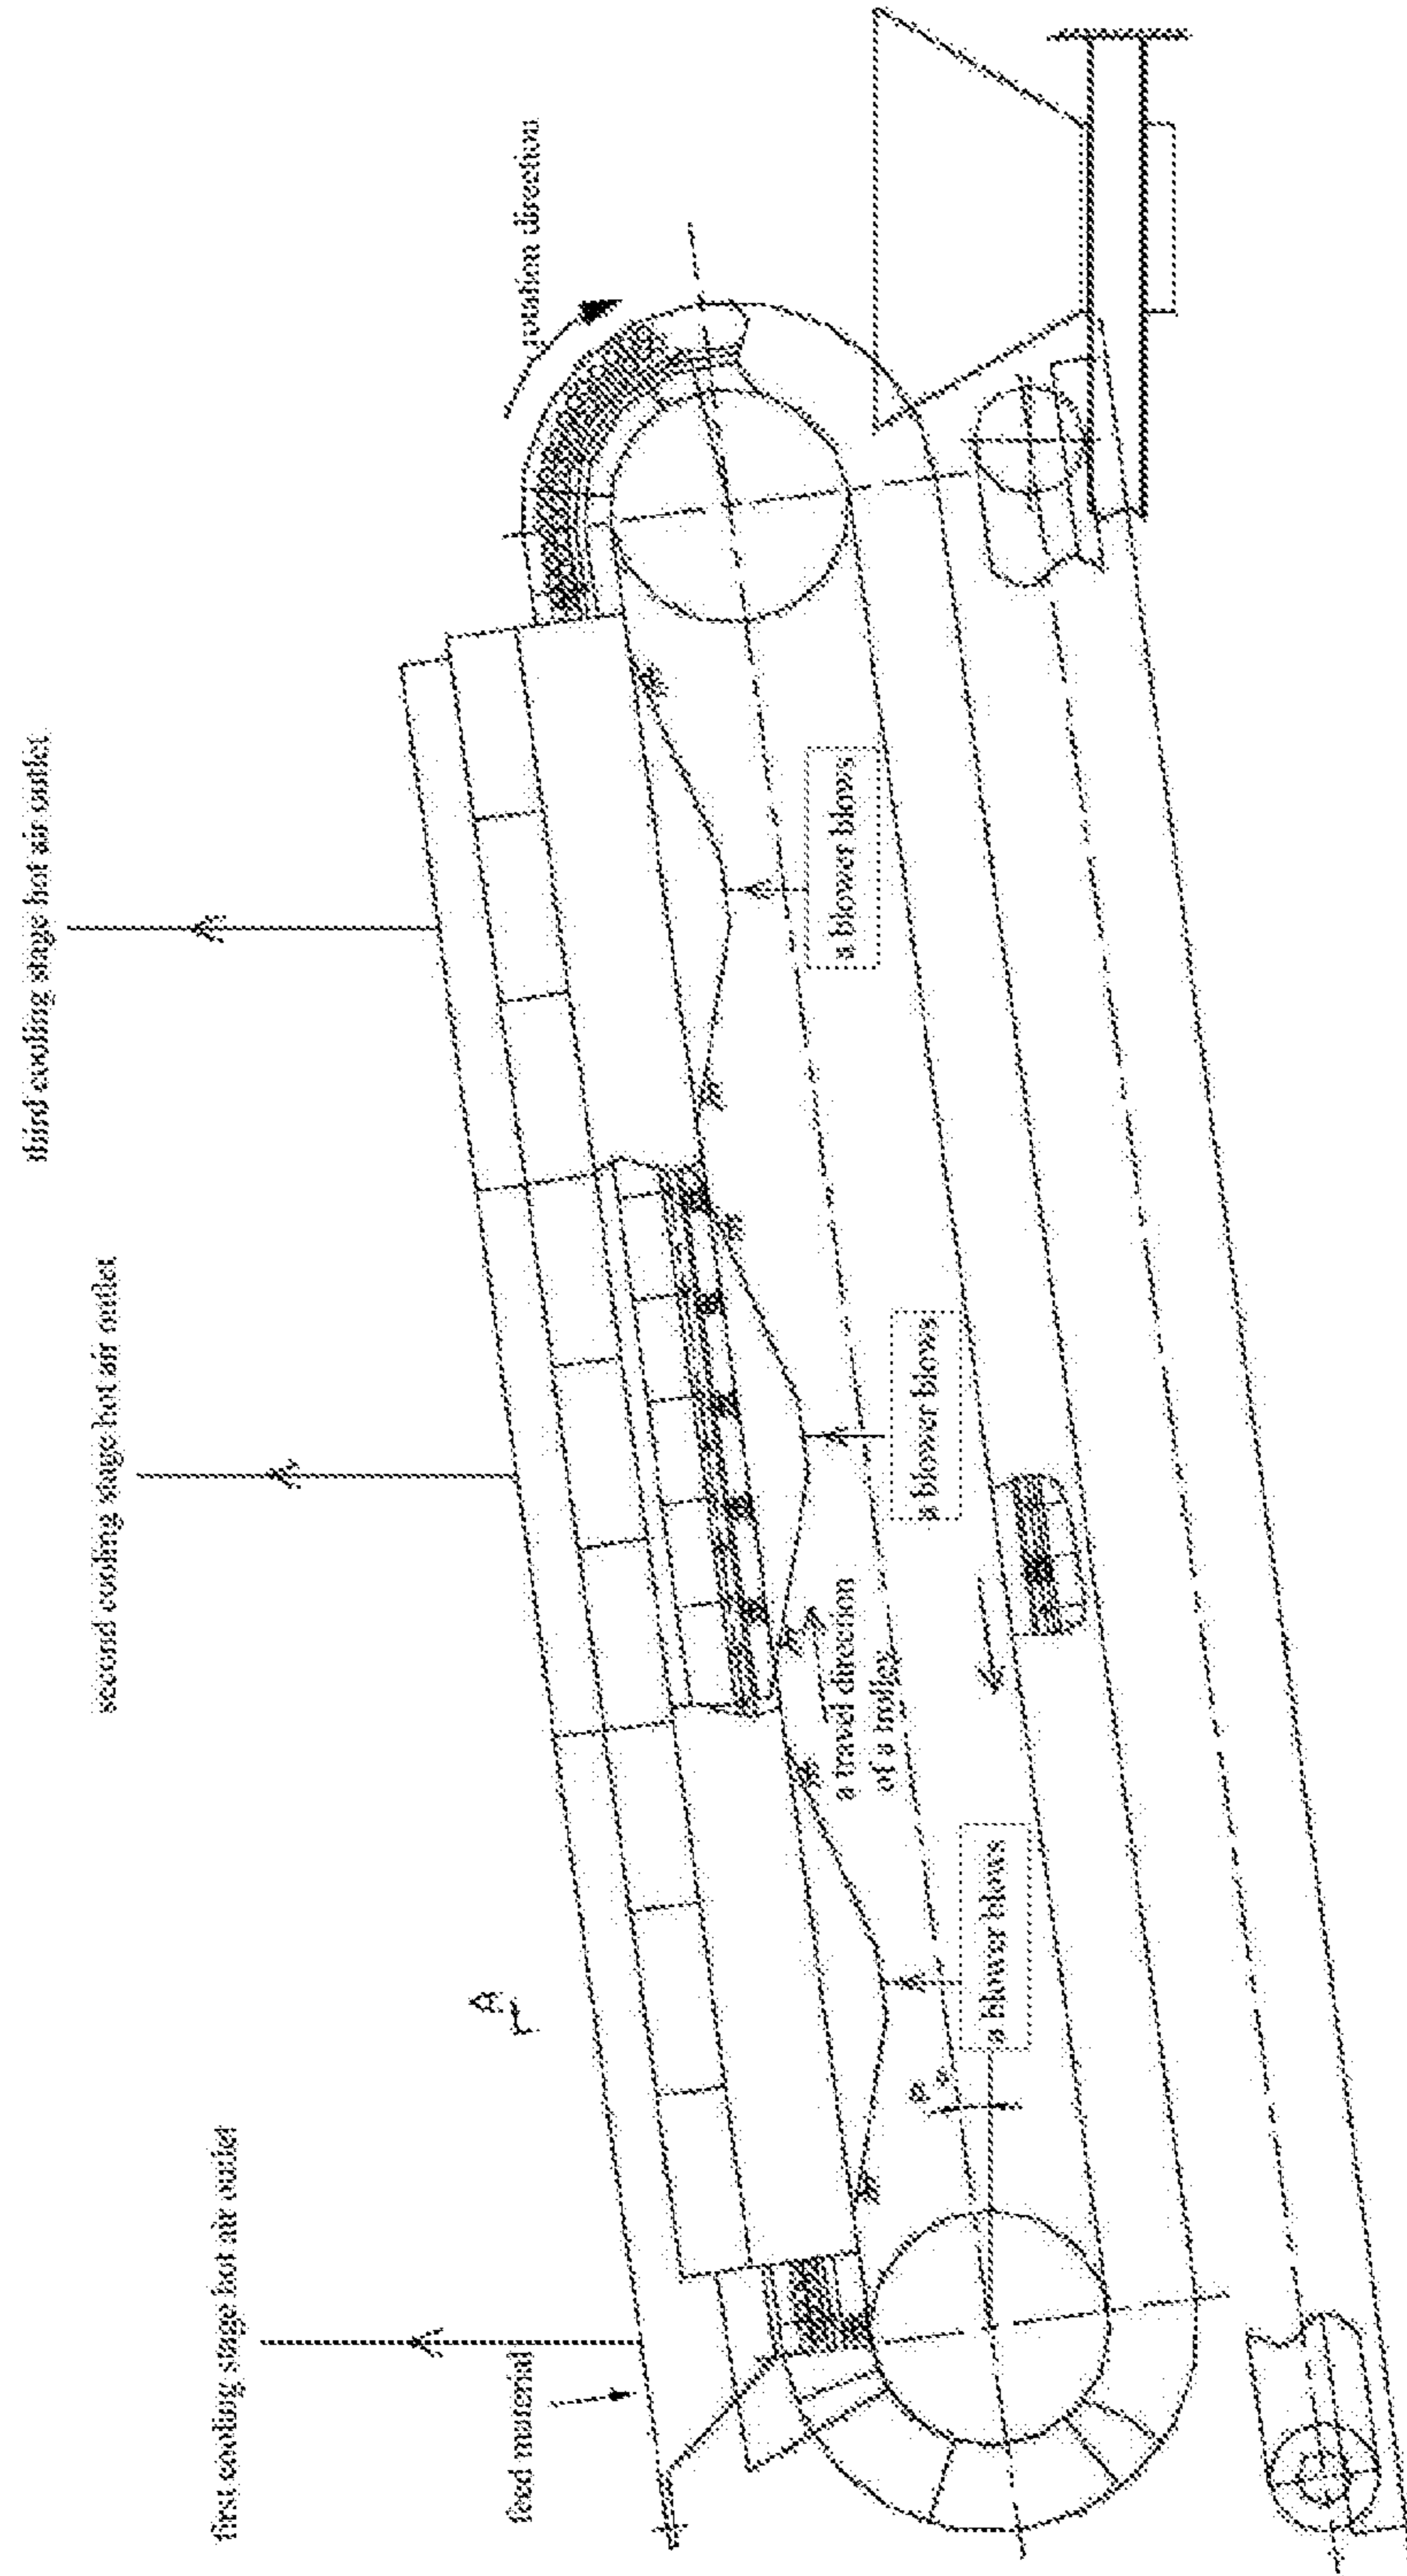 third cooling stage hot air outlet
second cooling stage hot air outlet
first cooling stage hot air outlet
feed material
rotation direction
A
a blower blows
a blower blows
a travel direction
of a trolley
a blower blows